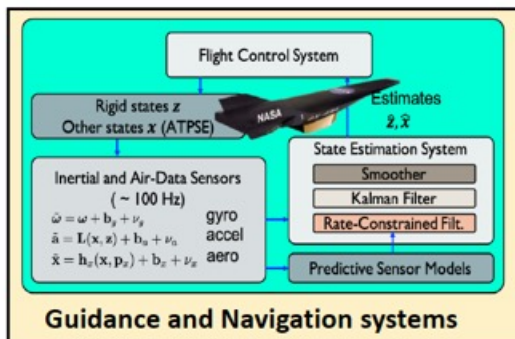 Flight Control System
NASA
Rigid states z
Other states x (ATPSE)
Estimates
ẑ, x̂
Inertial and Air-Data Sensors
( ~ 100 Hz)
ω̃ = ω + b_g + ν_g gyro
ã = L(x, z) + b_a + ν_a accel
x̃ = h_x(x, p_x) + b_x + ν_x aero
State Estimation System
Smoother
Kalman Filter
Rate-Constrained Filt.
Predictive Sensor Models
Guidance and Navigation systems